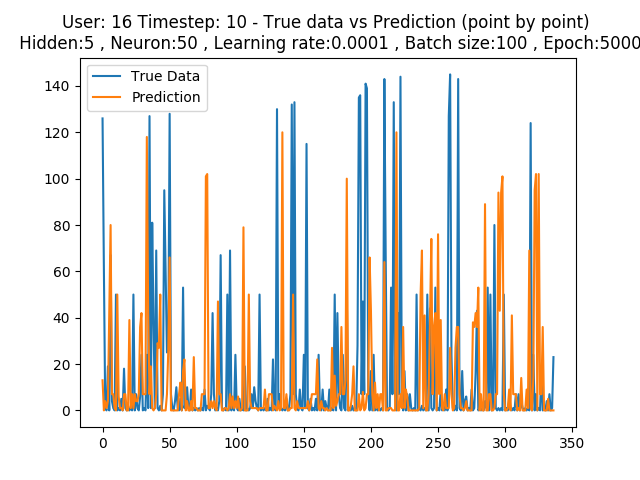 User: 16 Timestep: 10 - True data vs Prediction (point by point)
Hidden:5 , Neuron:50 , Learning rate:0.0001 , Batch size:100 , Epoch:5000
True Data
Prediction
140
120
100
80
60
40
20
0
0 50 100 150 200 250 300 350